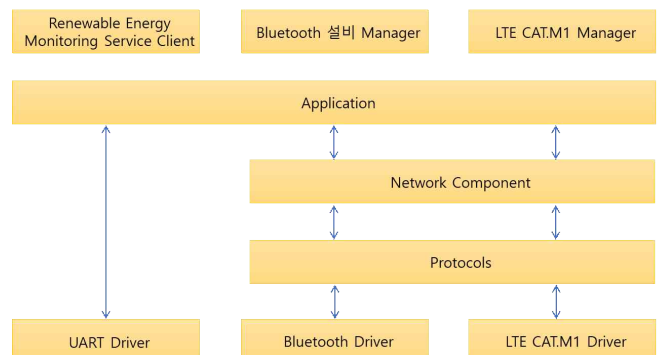 Renewable Energy
Monitoring Service Client
Bluetooth 설비 Manager
LTE CAT.M1 Manager
Application
Network Component
Protocols
UART Driver
Bluetooth Driver
LTE CAT.M1 Driver